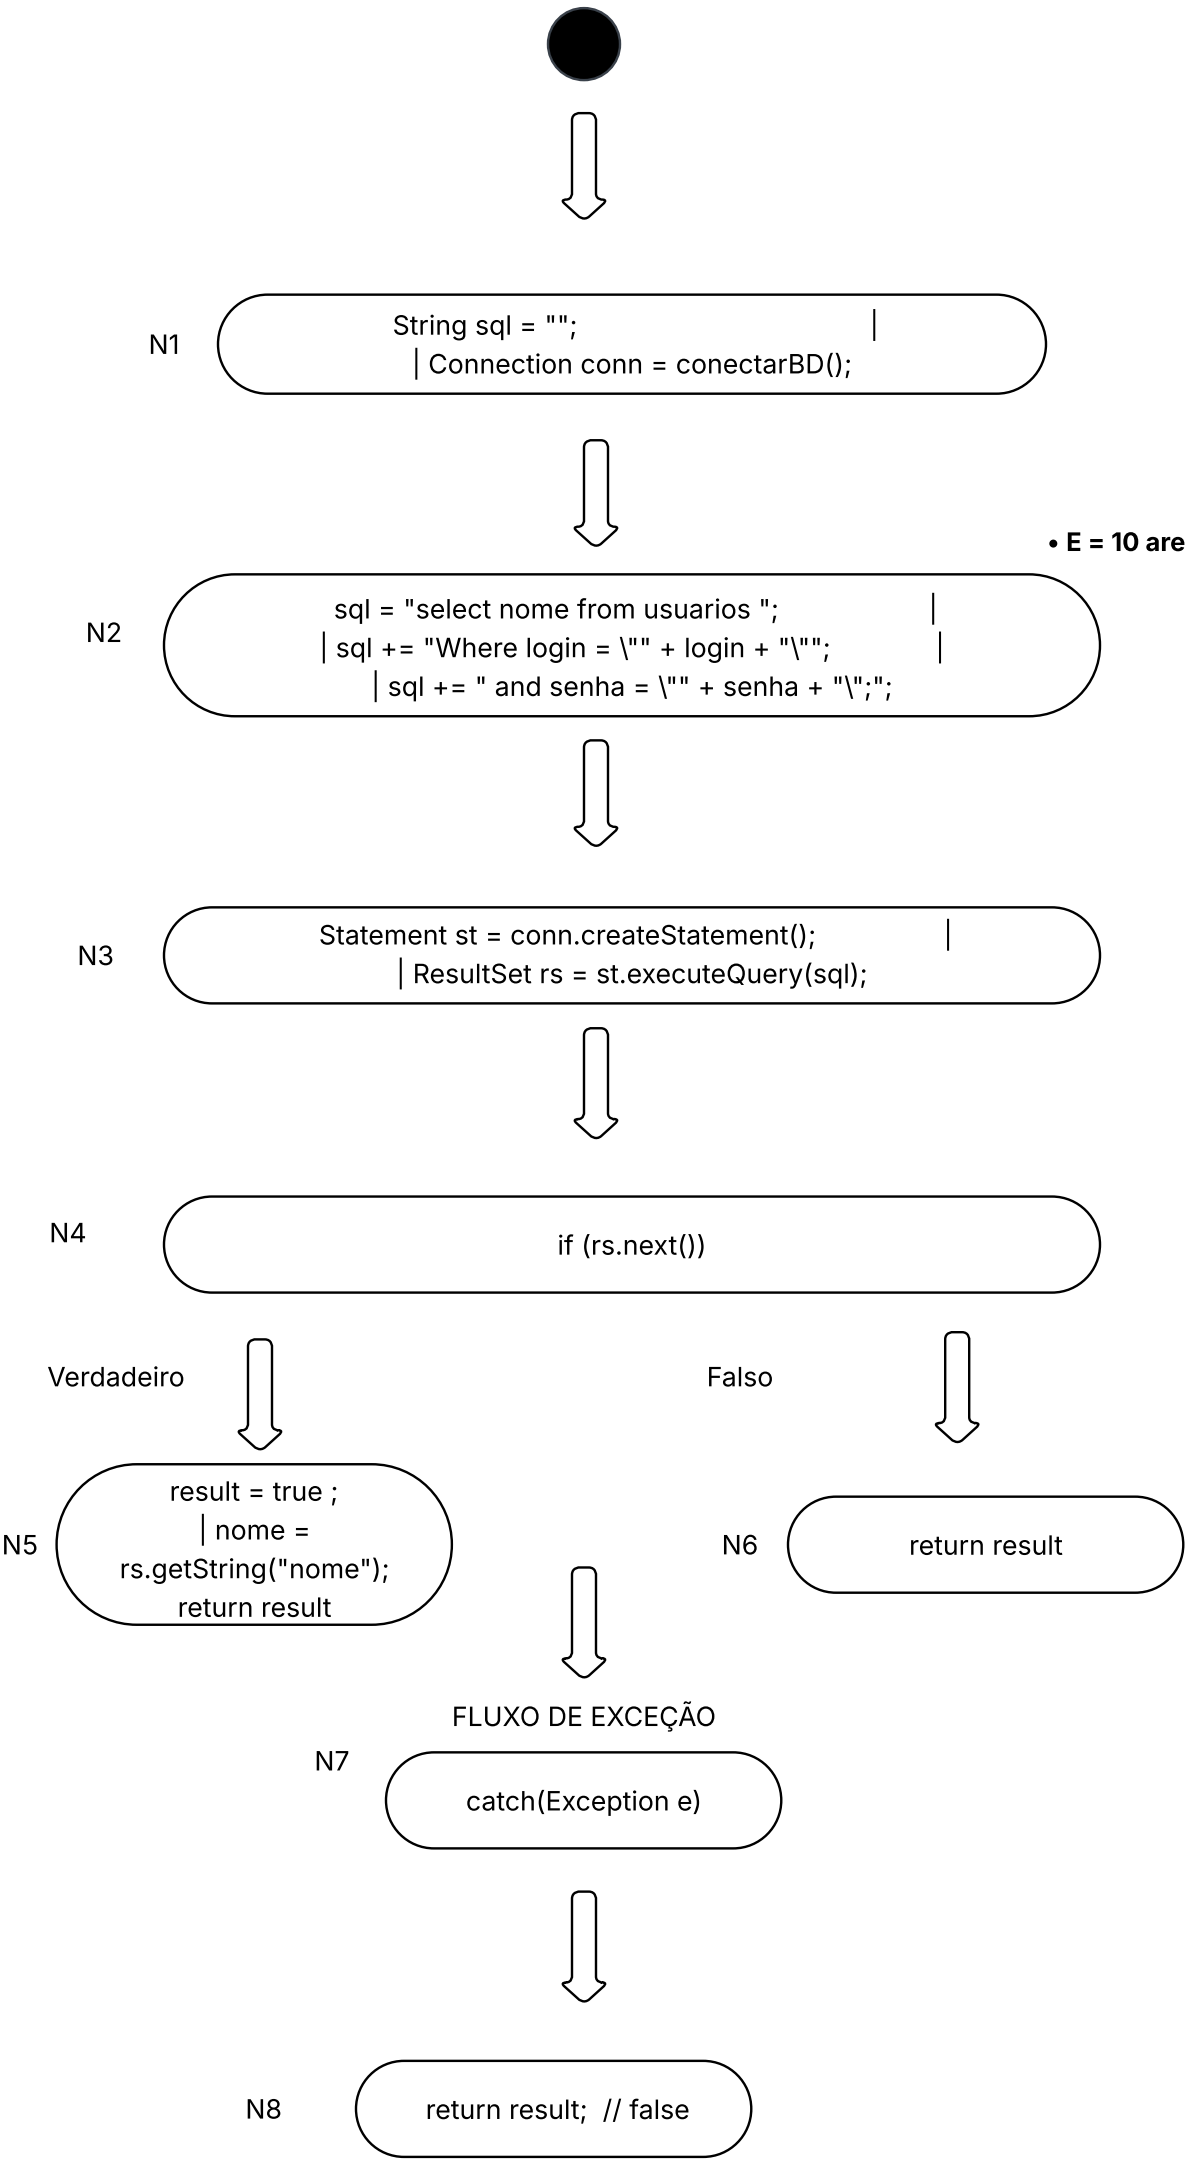 N1
String sql = ""; |
| Connection conn = conectarBD();
• E = 10 are
N2
sql = "select nome from usuarios "; |
| sql += "Where login = \"" + login + "\""; |
| sql += " and senha = \"" + senha + "\";";
N3
Statement st = conn.createStatement(); |
| ResultSet rs = st.executeQuery(sql);
N4
if (rs.next())
Verdadeiro
Falso
N5
result = true ;
| nome =
rs.getString("nome");
return result
N6
return result
FLUXO DE EXCEÇÃO
N7
catch(Exception e)
N8
return result; // false